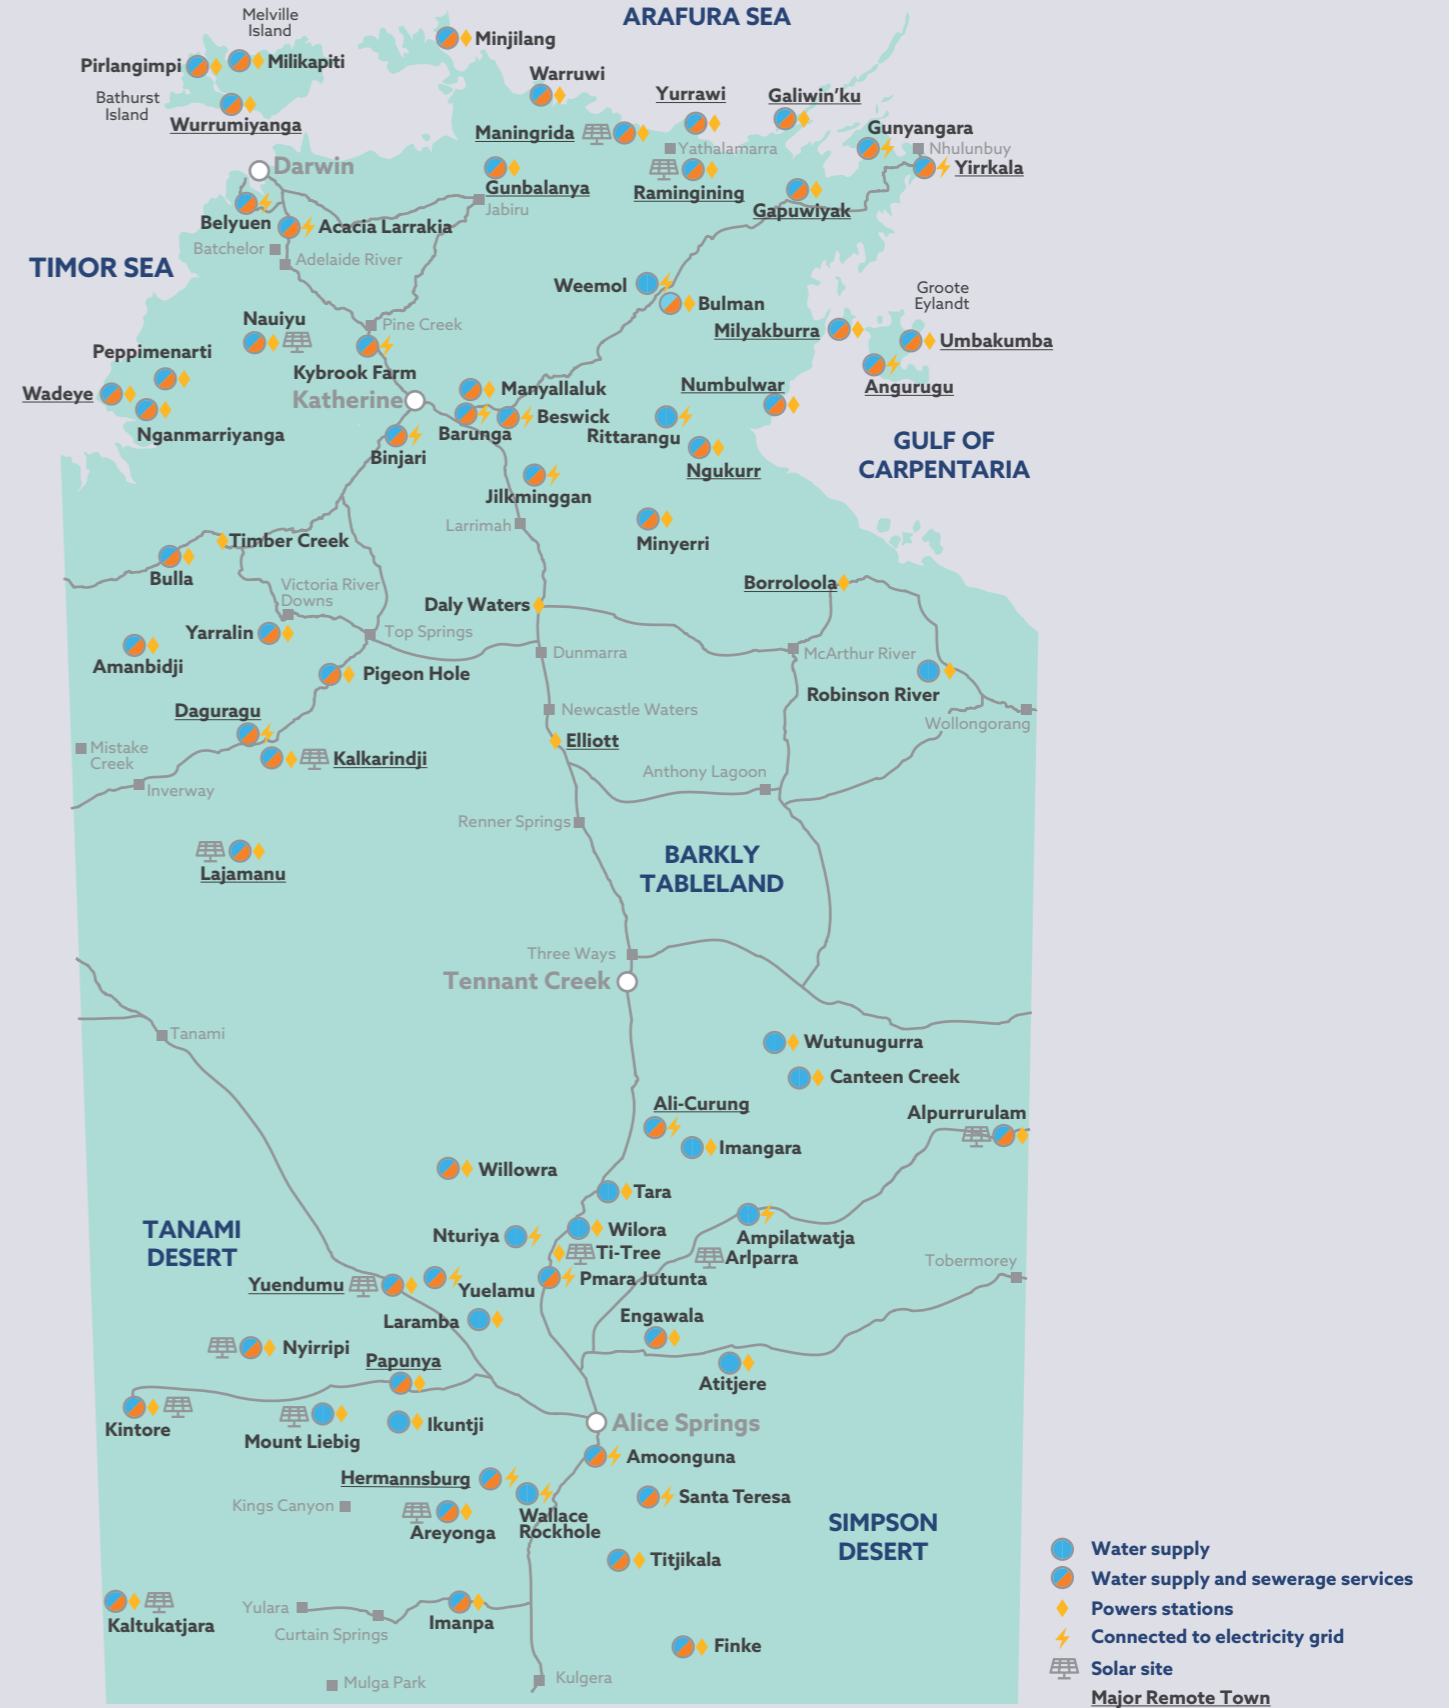 Melville
Island
ARAFURA SEA
Minjilang
Pirlangimpi
Milikapiti
Warruwi
Bathurst
Island
Yurrawi
Galiwin'ku
Wurrumiyanga
Maningrida
Gunyangara
Yathalamarra
Nhulunbuy
Darwin
Yirrkala
Gunbalanya
Ramingining
Jabiru
Gapuwiyak
Belyuen
Acacia Larrakia
Batchelor
Adelaide River
TIMOR SEA
Weemol
Groote
Eylandt
Bulman
Nauiyu
Pine Creek
Milyakburra
Umbakumba
Peppimenarti
Kybrook Farm
Numbulwar
Angurugu
Wadeye
Katherine
Manyallaluk
Beswick
Nganmarriyanga
Barunga
Rittarangu
GULF OF
CARPENTARIA
Binjari
Ngukurr
Jilkminggan
Larrimah
Timber Creek
Minyerri
Bulla
Victoria River
Downs
Borroloola
Daly Waters
Yarralin
Top Springs
Dunmarra
McArthur River
Amanbidji
Pigeon Hole
Robinson River
Daguragu
Newcastle Waters
Wollongorang
Elliott
Mistake
Creek
Kalkarindji
Anthony Lagoon
Inverway
Renner Springs
BARKLY
TABLELAND
Lajamanu
Three Ways
Tennant Creek
Tanami
Wutunugurra
Canteen Creek
Ali-Curung
Alpurrurulam
Imangara
Willowra
Tara
TANAMI
DESERT
Nturiya
Wilora
Ampilatwatja
Ti-Tree
Arlparra
Tobermorey
Yuendumu
Yuelamu
Pmara Jutunta
Laramba
Engawala
Nyirripi
Papunya
Atitjere
Kintore
Mount Liebig
Ikuntji
Alice Springs
Amoonguna
Hermannsburg
Santa Teresa
Kings Canyon
Wallace
Rockhole
Areyonga
SIMPSON
DESERT
Titjikala
Kaltukatjara
Yulara
Curtain Springs
Imanpa
Finke
Mulga Park
Kulgera
Water supply
Water supply and sewerage services
Powers stations
Connected to electricity grid
Solar site
Major Remote Town